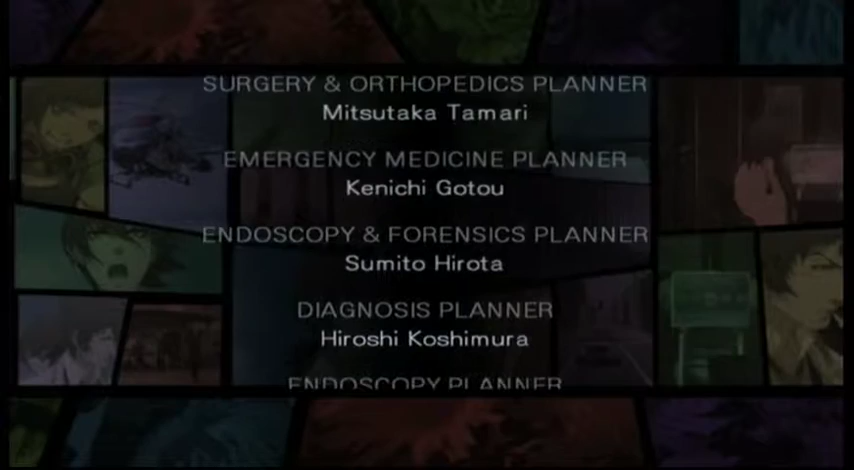 SURGERY & ORTHOPEDICS PLANNER
Mitsutaka Tamari
EMERGENCY MEDICINE PLANNER
Kenichi Gotou
ENDOSCOPY & FORENSICS PLANNER
Sumito Hirota
DIAGNOSIS PLANNER
Hiroshi Koshimura
ENDOSCOPY PLANNER